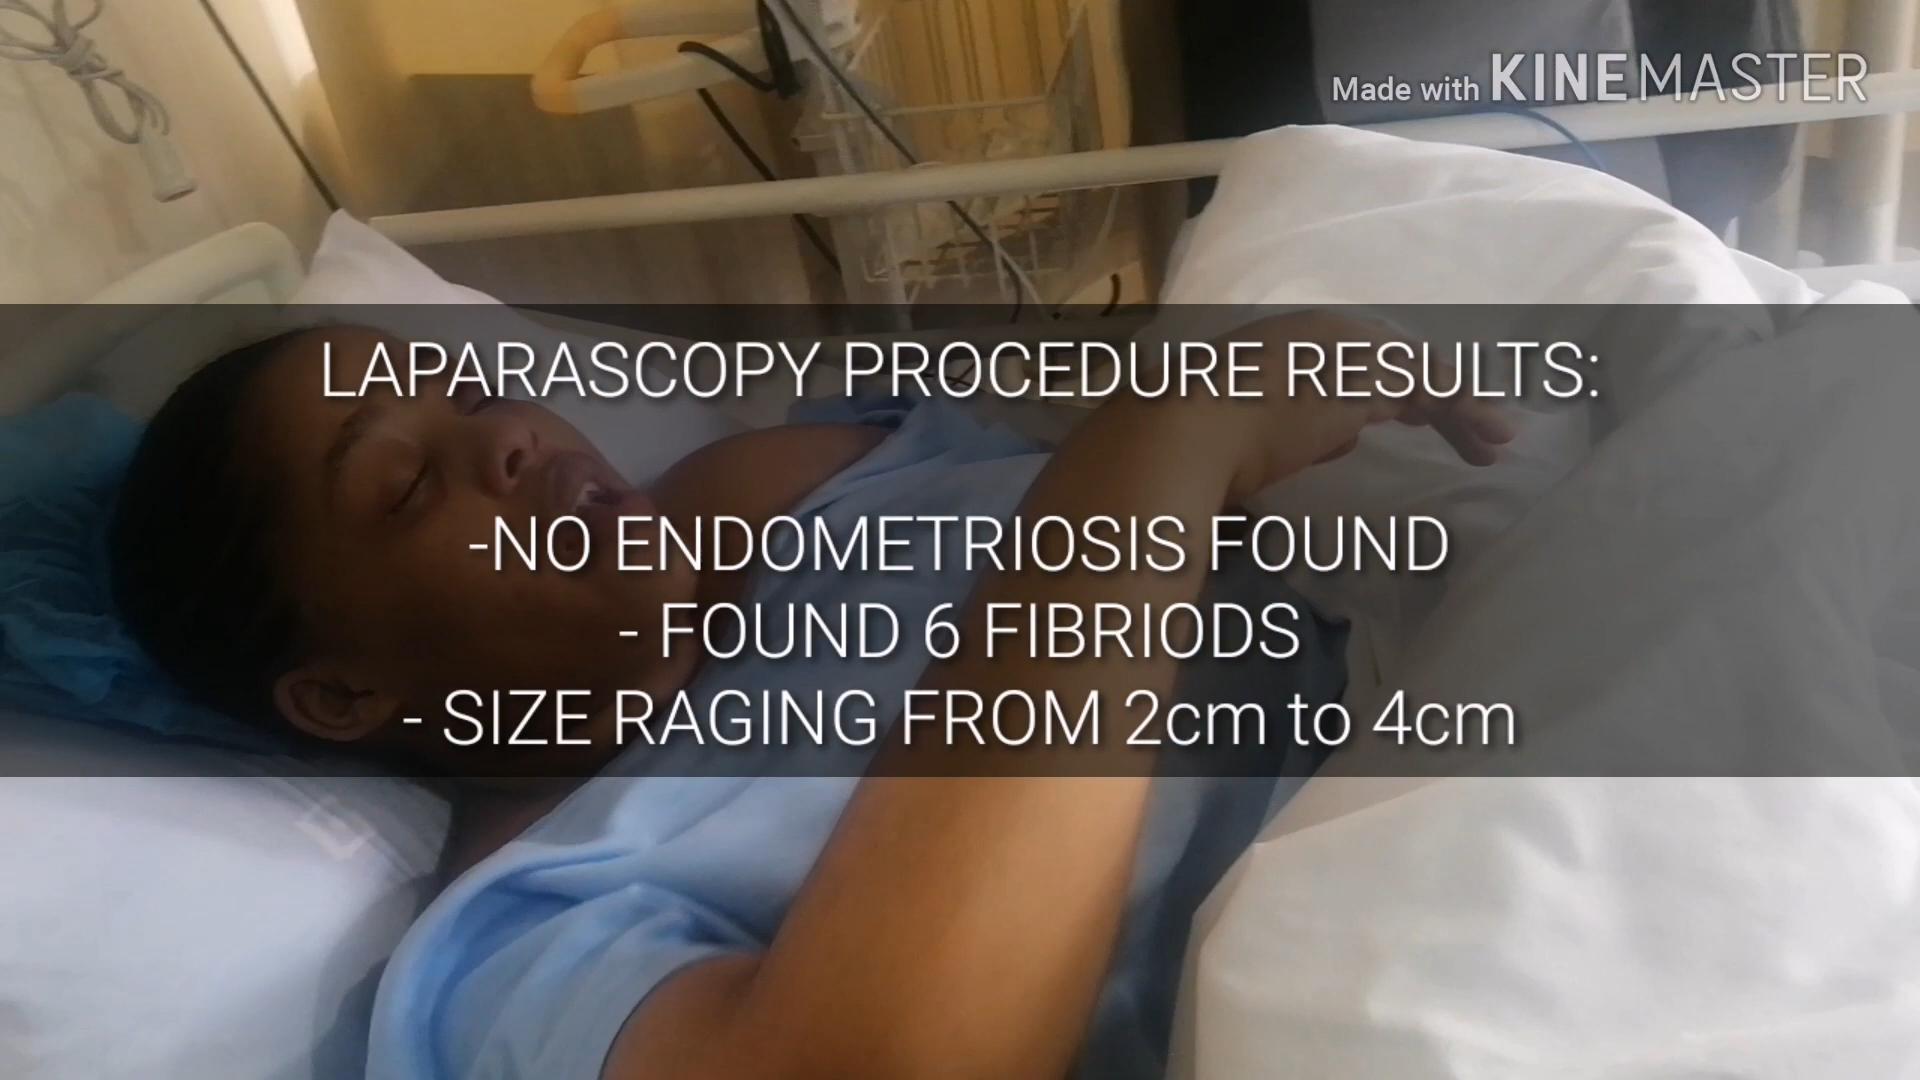 Made with KINEMASTER
LAPARASCOPY PROCEDURE RESULTS:
-NO ENDOMETRIOSIS FOUND
- FOUND 6 FIBRIODS
- SIZE RAGING FROM 2cm to 4cm